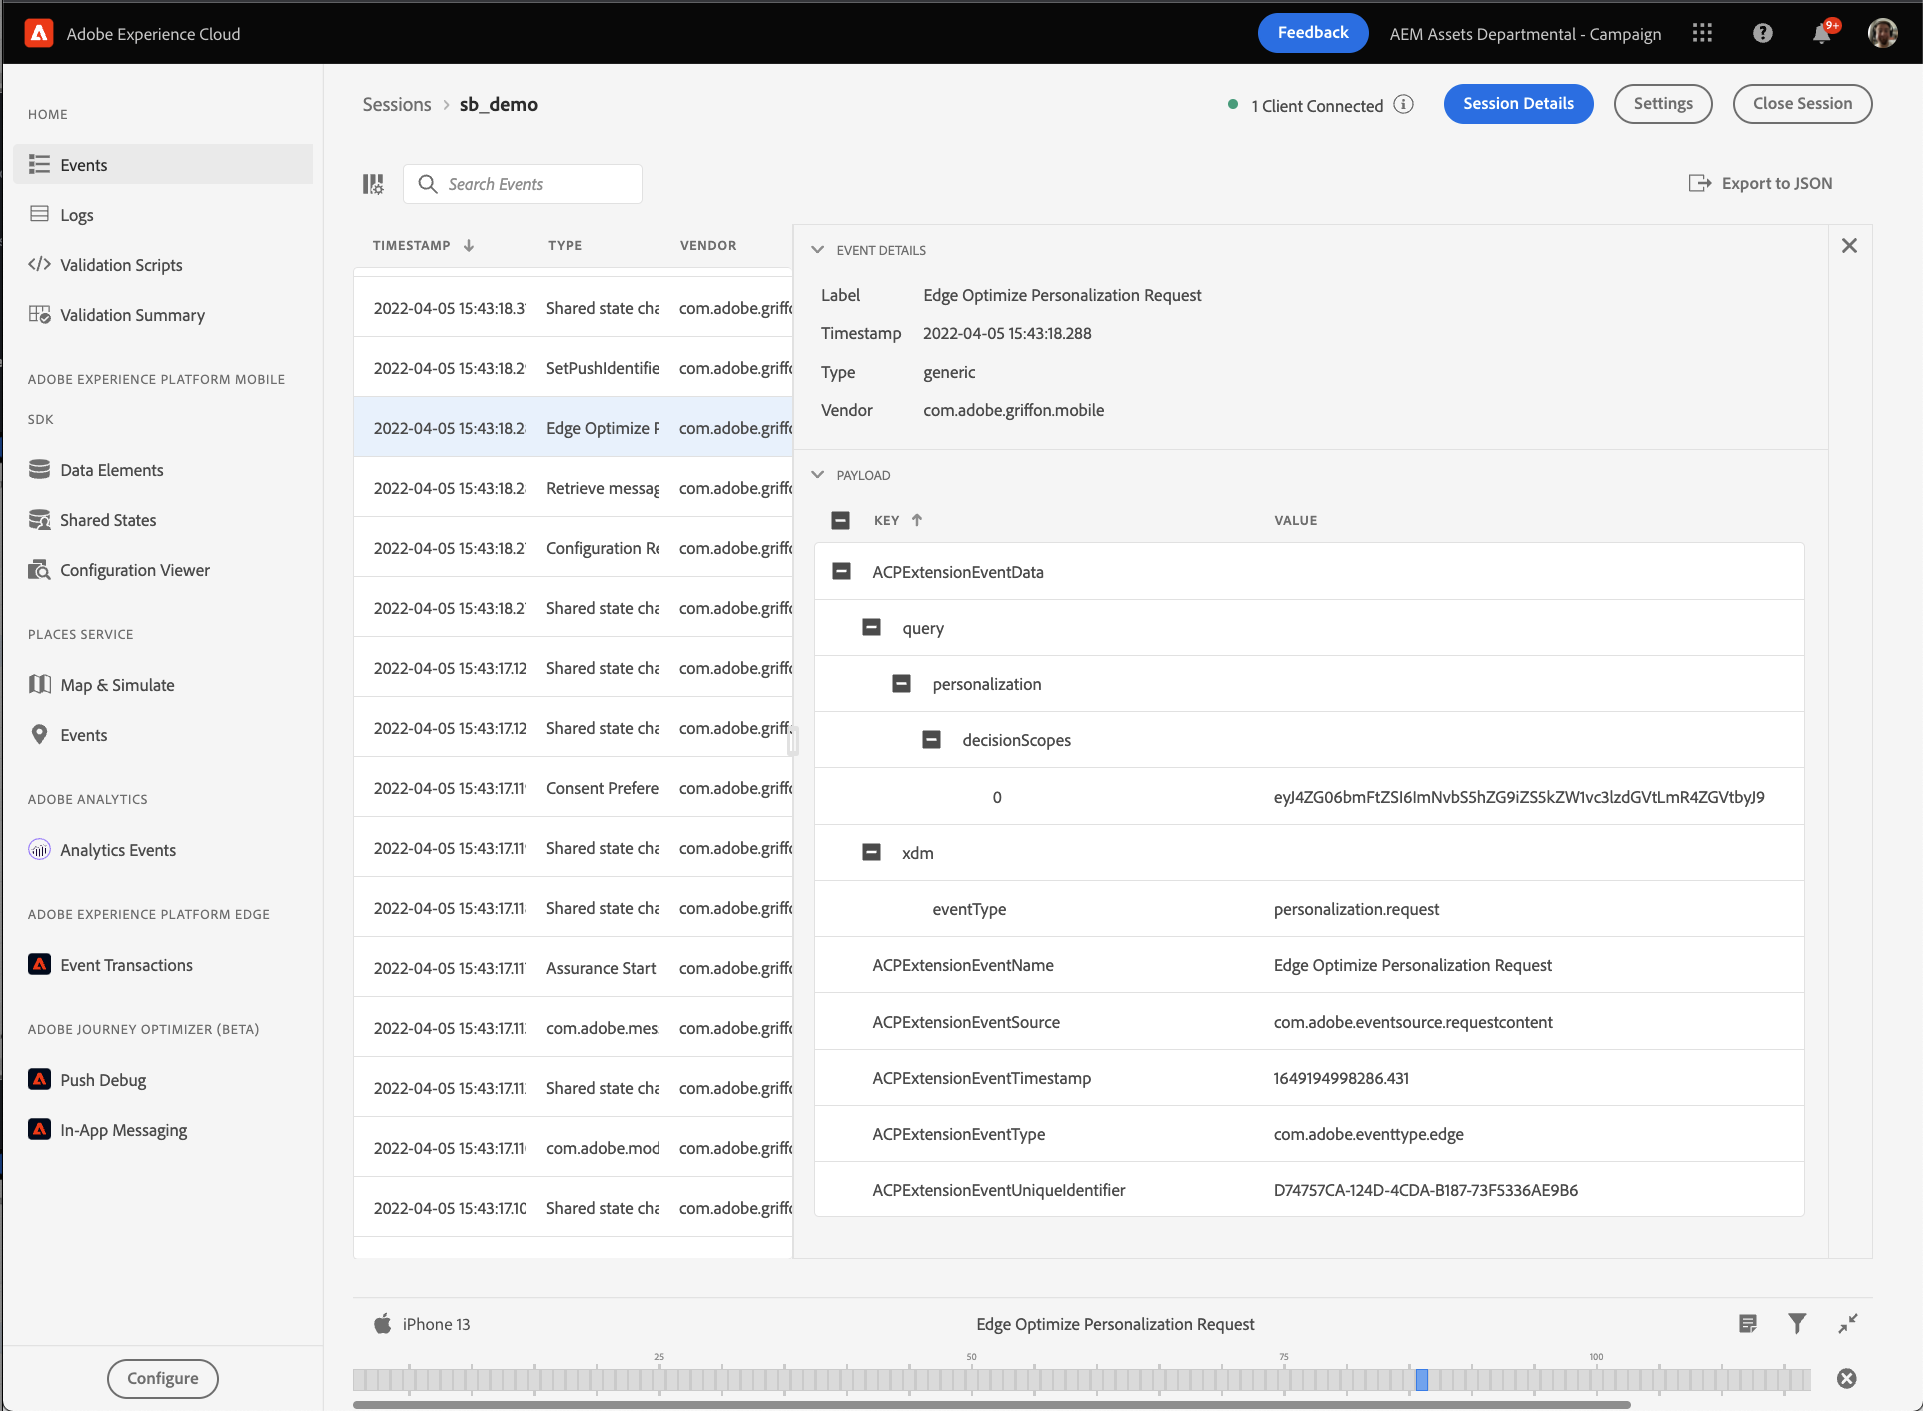 Adobe Experience Cloud
Feedback
AEM Assets Departmental - Campaign
9+
HOME
Events
Logs
Validation Scripts
Validation Summary
ADOBE EXPERIENCE PLATFORM MOBILE
SDK
Data Elements
Shared States
Configuration Viewer
PLACES SERVICE
Map & Simulate
Events
ADOBE ANALYTICS
Analytics Events
ADOBE EXPERIENCE PLATFORM EDGE
Event Transactions
ADOBE JOURNEY OPTIMIZER (BETA)
Push Debug
In-App Messaging
Configure
Sessions > sb_demo
1 Client Connected
Session Details
Settings
Close Session
Search Events
Export to JSON
TIMESTAMP TYPE VENDOR
2022-04-05 15:43:18.3 Shared state cha com.adobe.griffo
2022-04-05 15:43:18.2 SetPushIdentifie com.adobe.griffo
2022-04-05 15:43:18.2 Edge Optimize P com.adobe.griffo
2022-04-05 15:43:18.2 Retrieve messag com.adobe.griffo
2022-04-05 15:43:18.2 Configuration Re com.adobe.griffo
2022-04-05 15:43:18.2 Shared state cha com.adobe.griffo
2022-04-05 15:43:17.12 Shared state cha com.adobe.griffo
2022-04-05 15:43:17.12 Shared state cha com.adobe.griff
2022-04-05 15:43:17.11 Consent Prefere com.adobe.griffo
2022-04-05 15:43:17.11 Shared state cha com.adobe.griffo
2022-04-05 15:43:17.11 Shared state cha com.adobe.griffo
2022-04-05 15:43:17.11 Assurance Start com.adobe.griffo
2022-04-05 15:43:17.11 com.adobe.mes com.adobe.griffo
2022-04-05 15:43:17.11 Shared state cha com.adobe.griffo
2022-04-05 15:43:17.11 com.adobe.mod com.adobe.griffo
2022-04-05 15:43:17.10 Shared state cha com.adobe.griffo
EVENT DETAILS
Label Edge Optimize Personalization Request
Timestamp 2022-04-05 15:43:18.288
Type generic
Vendor com.adobe.griffon.mobile
PAYLOAD
KEY VALUE
ACPExtensionEventData
query
personalization
decisionScopes
0 eyJ4ZG06bmFtZSI6ImNvbS5hZG9iZS5kZW1vc3lzdGVtLmR4ZGVtbyJ9
xdm
eventType personalization.request
ACPExtensionEventName Edge Optimize Personalization Request
ACPExtensionEventSource com.adobe.eventsource.requestcontent
ACPExtensionEventTimestamp 1649194998286.431
ACPExtensionEventType com.adobe.eventtype.edge
ACPExtensionEventUniqueIdentifier D74757CA-124D-4CDA-B187-73F5336AE9B6
iPhone 13
Edge Optimize Personalization Request
25 50 75 100